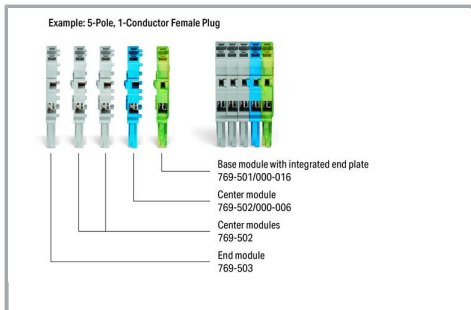 Example: 5-Pole, 1-Conductor Female Plug
Base module with integrated end plate
769-501/000-016
Center module
769-502/000-006
Center modules
769-502
End module
769-503